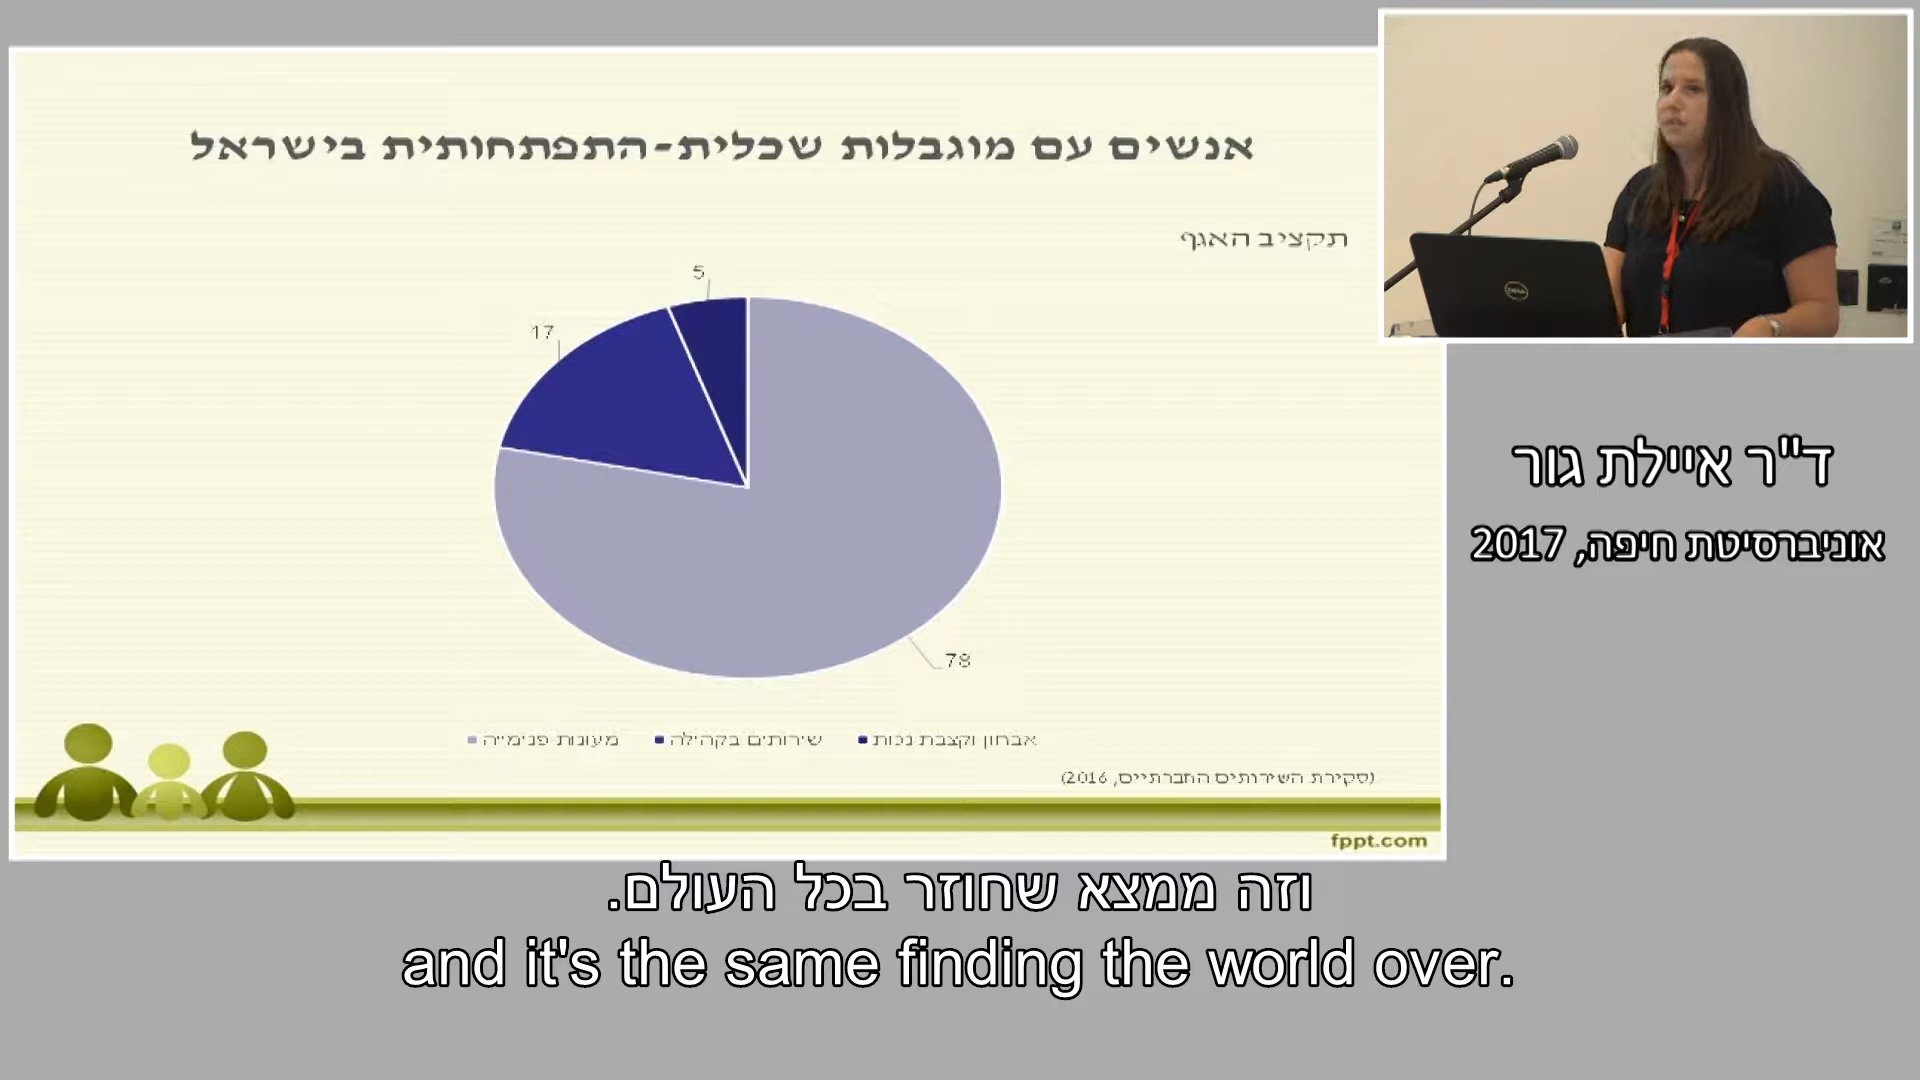 אנשים עם מוגבלות שכלית-התפתחותית בישראל
תקציב האגף
5
17
78
מעונות פנימייה
שירותים בקהילה
אבחון וקצבת נכות
(סקירת השירותים החברתיים, 2016)
fppt.com
DELL
ד"ר איילת גור
אוניברסיטת חיפה, 2017
וזה ממצא שחוזר בכל העולם.
and it's the same finding the world over.